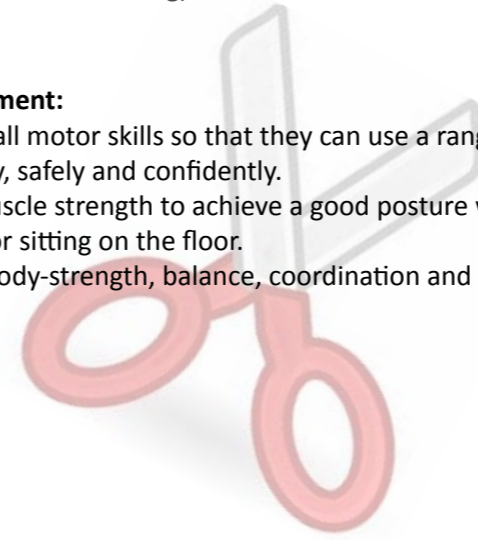 ment:
all motor skills so that they can use a rang
, safely and confidently.
uscle strength to achieve a good posture
or sitting on the floor.
ody-strength, balance, coordination and